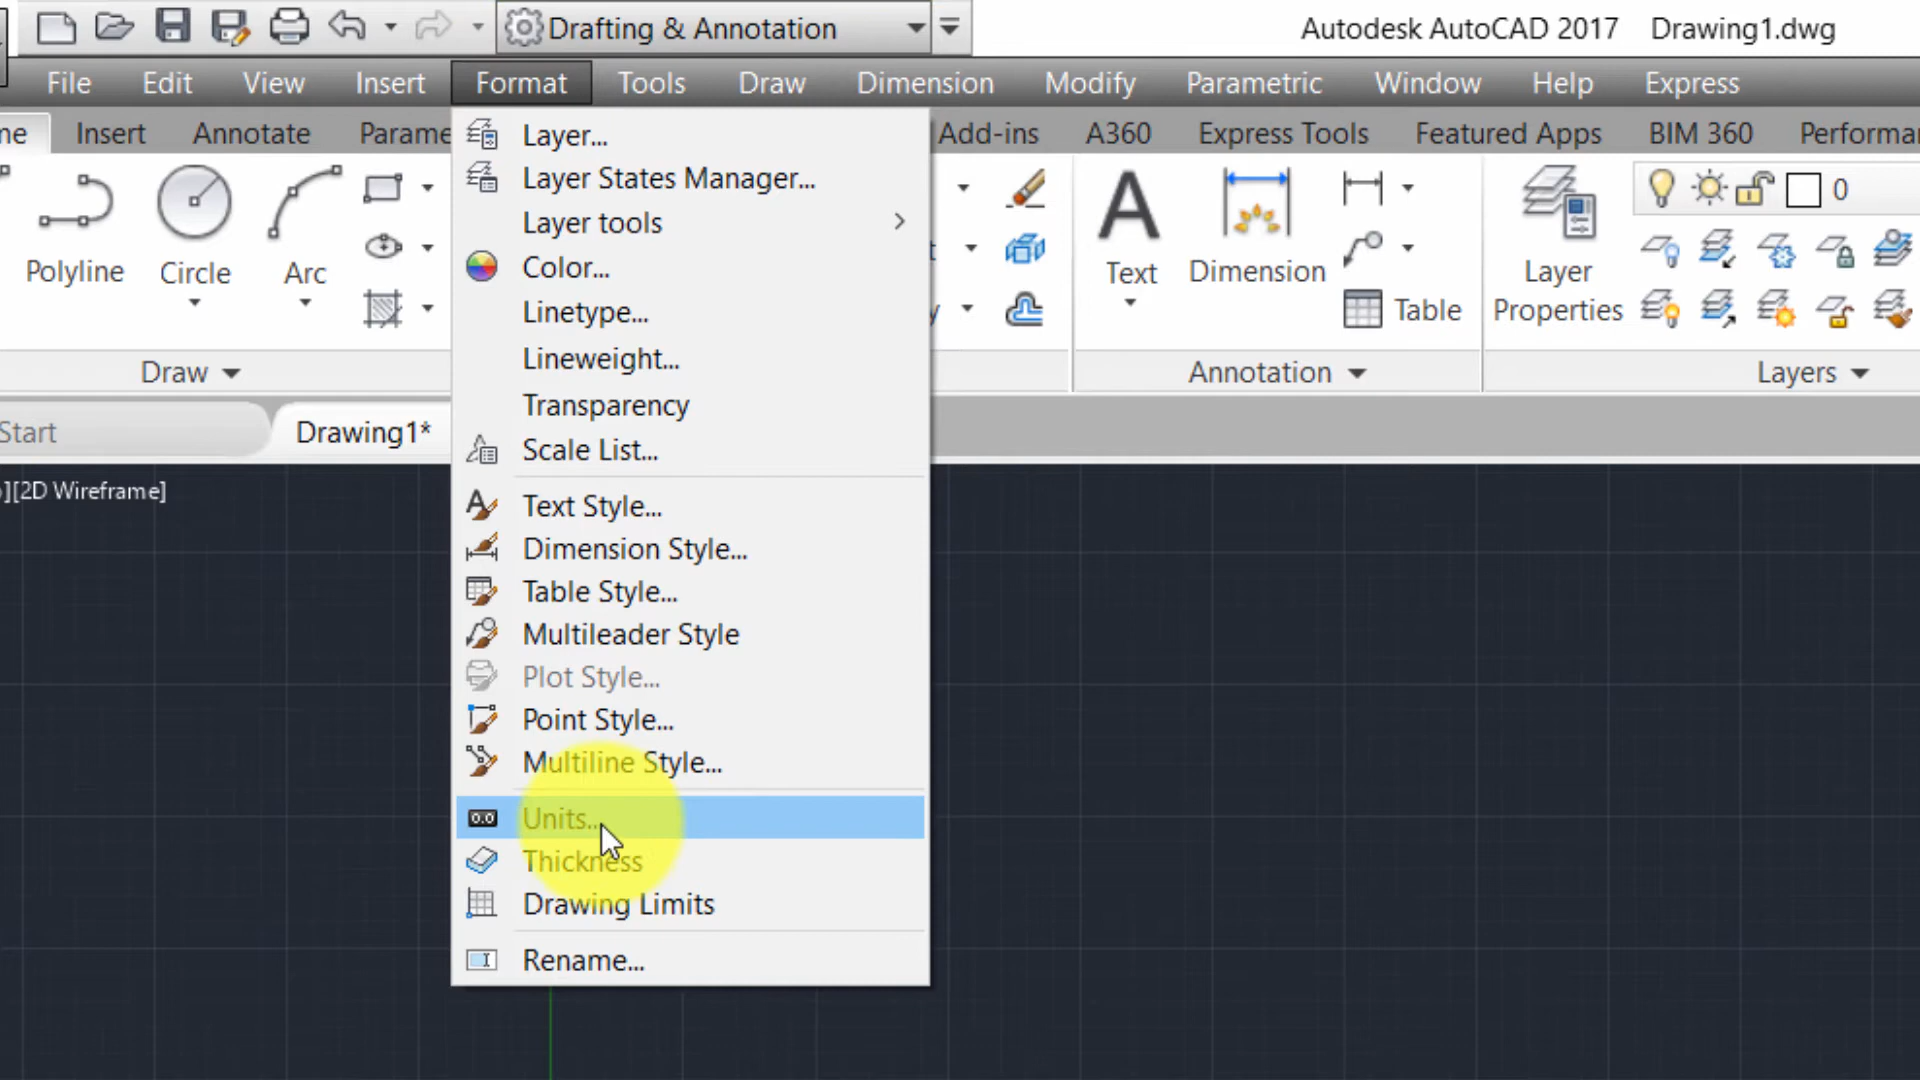 Drafting & Annotation
Autodesk AutoCAD 2017 Drawing1.dwg
File Edit View Insert Format Tools Draw Dimension Modify Parametric Window Help Express
Insert Annotate Add-ins A360 Express Tools Featured Apps BIM 360
Polyline
Circle
Arc
Draw
Layer...
Layer States Manager...
Layer tools
Color...
Linetype...
Lineweight...
Transparency
Scale List...
Text Style...
Dimension Style...
Table Style...
Multileader Style
Plot Style...
Point Style...
Multiline Style...
0.0 Units...
Thickness
Drawing Limits
Rename...
A
Text
Dimension
Table
Annotation
0
Layer
Properties
Layers
Start
Drawing1*
][2D Wireframe]